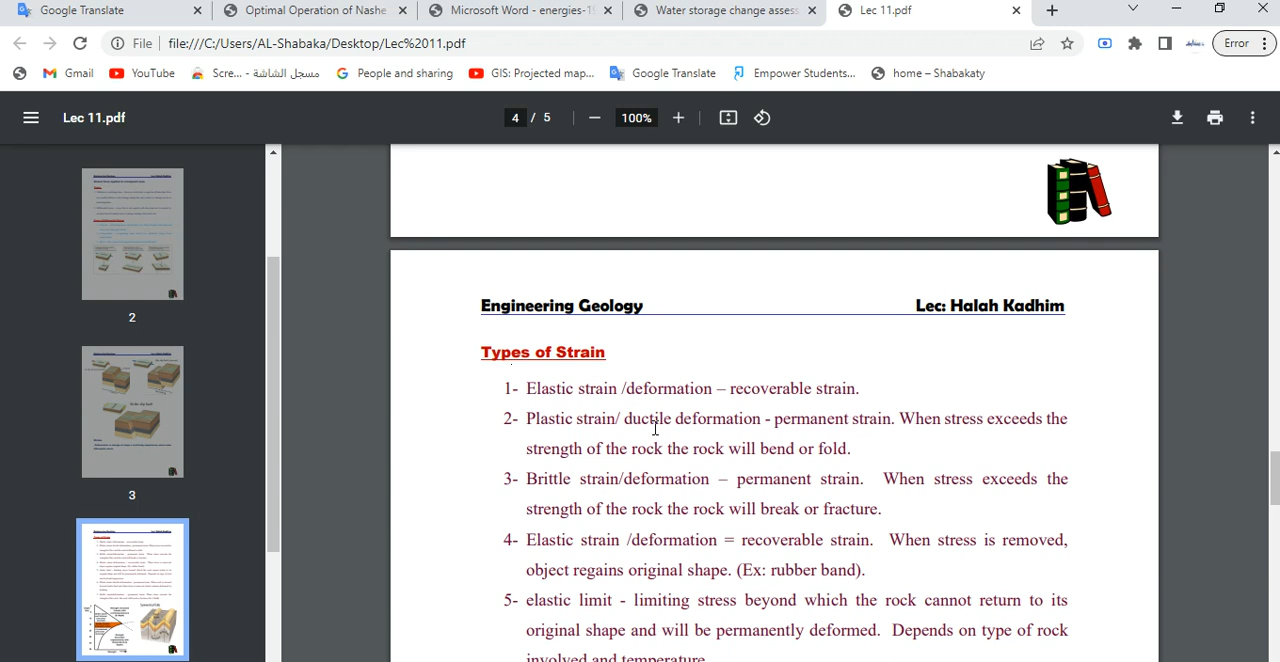 Google Translate
Optimal Operation of Nashe
Microsoft Word - energies-1
Water storage change assess
Lec 11.pdf
File
file:///C:/Users/AL-Shabaka/Desktop/Lec%2011.pdf
Error
Gmail
YouTube
Scre... - مسجل الشاشة
People and sharing
GIS: Projected map...
Google Translate
Empower Students...
home – Shabakaty
Lec 11.pdf
4 / 5
100%
2
3
Engineering Geology
Lec: Halah Kadhim
Types of Strain
1- Elastic strain /deformation – recoverable strain.
2- Plastic strain/ ductile deformation - permanent strain. When stress exceeds the
strength of the rock the rock will bend or fold.
3- Brittle strain/deformation – permanent strain. When stress exceeds the
strength of the rock the rock will break or fracture.
4- Elastic strain /deformation = recoverable strain. When stress is removed,
object regains original shape. (Ex: rubber band).
5- elastic limit - limiting stress beyond which the rock cannot return to its
original shape and will be permanently deformed. Depends on type of rock
involved and temperature.